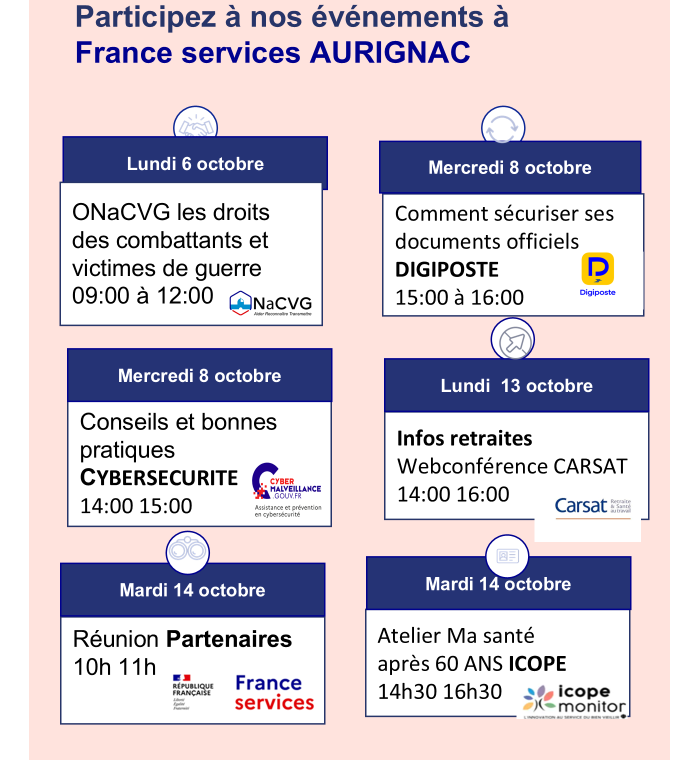 Participez à nos événements à
France services AURIGNAC
Lundi 6 octobre
ONaCVG les droits
des combattants et
victimes de guerre
09:00 à 12:00
NaCVG
Aider Reconnaître Transmettre
Mercredi 8 octobre
Comment sécuriser ses
documents officiels
DIGIPOSTE
15:00 à 16:00
Digiposte
Mercredi 8 octobre
Conseils et bonnes
pratiques
CYBERSECURITE
14:00 15:00
CYBER
MALVEILLANCE
.GOUV.FR
Assistance et prévention
en cybersécurité
Lundi 13 octobre
Infos retraites
Webconférence CARSAT
14:00 16:00
Carsat
Retraite
& Santé
au travail
Mardi 14 octobre
Réunion Partenaires
10h 11h
RÉPUBLIQUE
FRANÇAISE
Liberté
Égalité
Fraternité
France
services
Mardi 14 octobre
Atelier Ma santé
après 60 ANS ICOPE
14h30 16h30
icope
monitor
L'INNOVATION AU SERVICE DU BIEN VIEILLIR